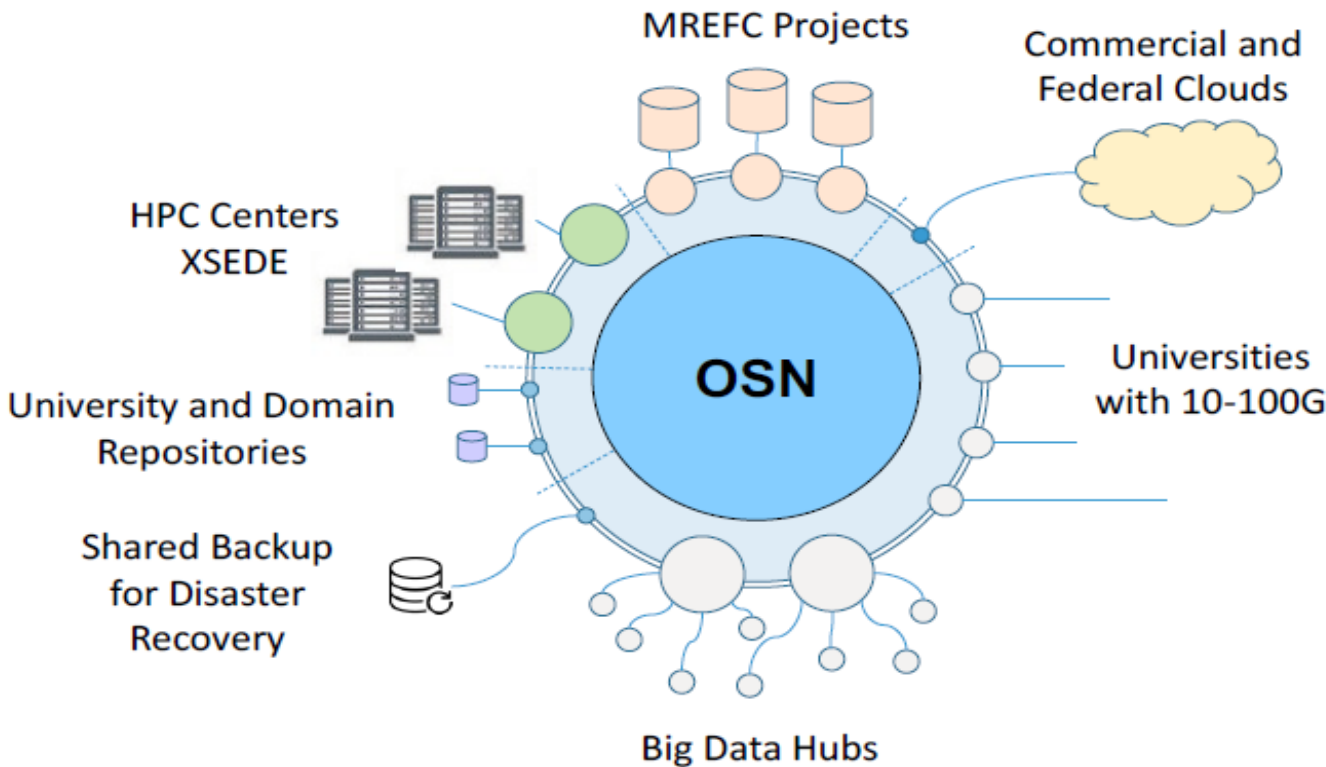 MREFC Projects
Commercial and
Federal Clouds
HPC Centers
XSEDE
OSN
Universities
with 10-100G
University and Domain
Repositories
Shared Backup
for Disaster
Recovery
Big Data Hubs